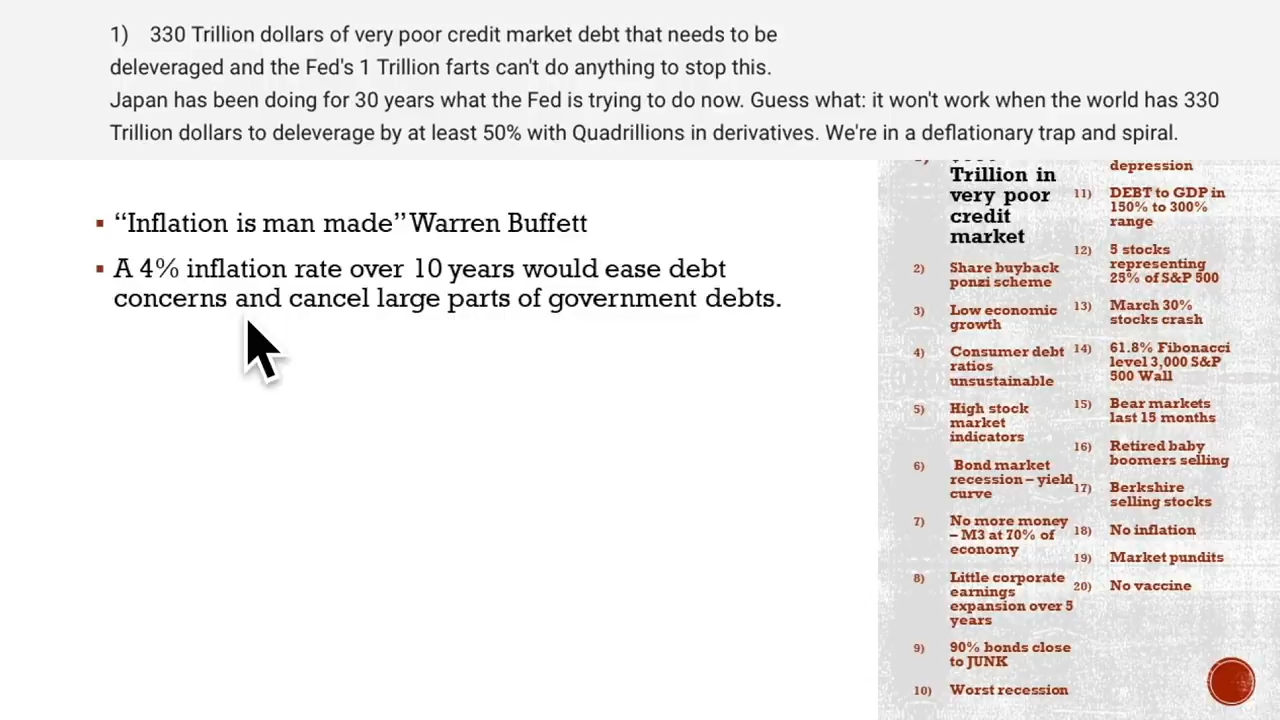 1) 330 Trillion dollars of very poor credit market debt that needs to be
deleveraged and the Fed's 1 Trillion farts can't do anything to stop this.
Japan has been doing for 30 years what the Fed is trying to do now. Guess what: it won't work when the world has 330
Trillion dollars to deleverage by at least 50% with Quadrillions in derivatives. We're in a deflationary trap and spiral.
▪ “Inflation is man made” Warren Buffett
▪ A 4% inflation rate over 10 years would ease debt
concerns and cancel large parts of government debts.
Trillion in
very poor
credit
market
2) Share buyback
ponzi scheme
3) Low economic
growth
4) Consumer debt
ratios
unsustainable
5) High stock
market
indicators
6) Bond market
recession – yield
curve
7) No more money
– M3 at 70% of
economy
8) Little corporate
earnings
expansion over 5
years
9) 90% bonds close
to JUNK
10) Worst recession
depression
11) DEBT to GDP in
150% to 300%
range
12) 5 stocks
representing
25% of S&P 500
13) March 30%
stocks crash
14) 61.8% Fibonacci
level 3,000 S&P
500 Wall
15) Bear markets
last 15 months
16) Retired baby
boomers selling
17) Berkshire
selling stocks
18) No inflation
19) Market pundits
20) No vaccine